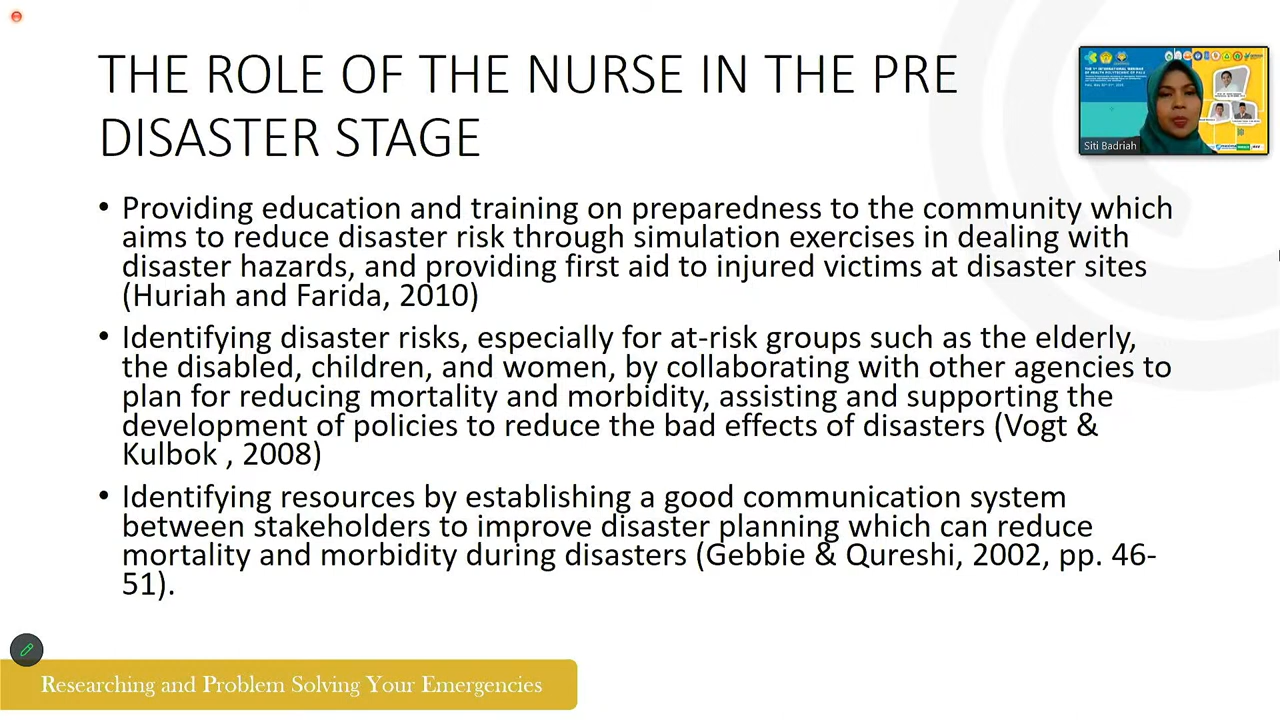 THE ROLE OF THE NURSE IN THE PRE
DISASTER STAGE
Siti Badriah
• Providing education and training on preparedness to the community which
aims to reduce disaster risk through simulation exercises in dealing with
disaster hazards, and providing first aid to injured victims at disaster sites
(Huriah and Farida, 2010)
• Identifying disaster risks, especially for at-risk groups such as the elderly,
the disabled, children, and women, by collaborating with other agencies to
plan for reducing mortality and morbidity, assisting and supporting the
development of policies to reduce the bad effects of disasters (Vogt &
Kulbok , 2008)
• Identifying resources by establishing a good communication system
between stakeholders to improve disaster planning which can reduce
mortality and morbidity during disasters (Gebbie & Qureshi, 2002, pp. 46-
51).
Researching and Problem Solving Your Emergencies